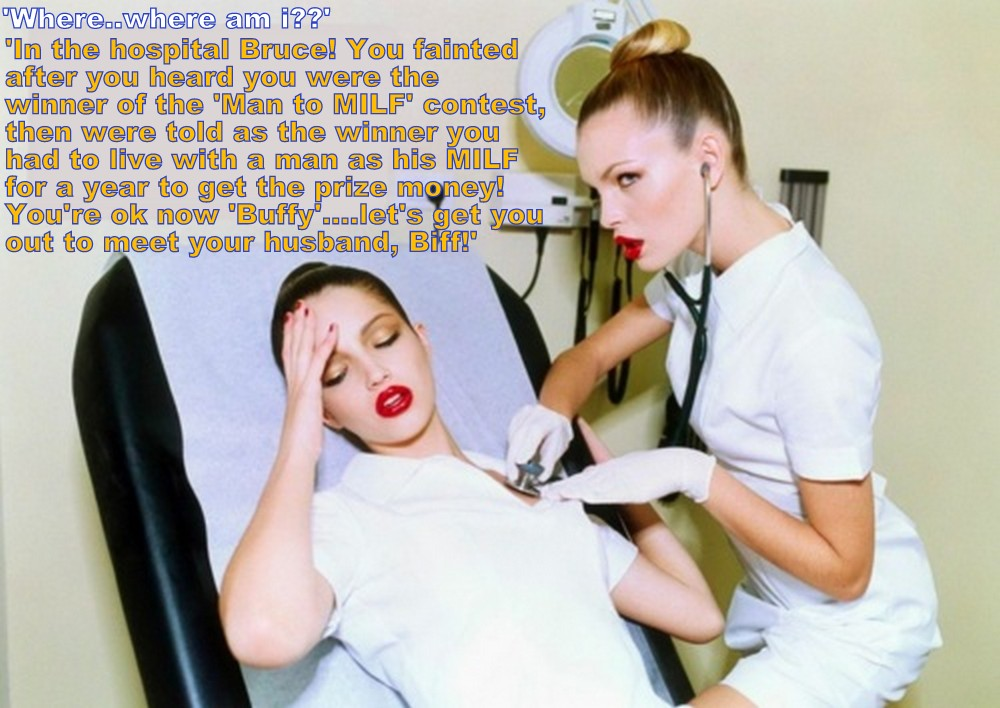 'Where..where am i??'
'In the hospital Bruce! You fainted
after you heard you were the
winner of the 'Man to MILF' contest,
then were told as the winner you
had to live with a man as his MILF
for a year to get the prize money!
You're ok now 'Buffy'....let's get you
out to meet your husband, Biff!'